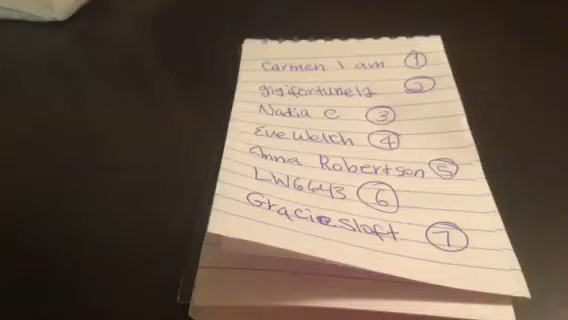 Carmen I am 1
gigifortune12 2
Nadia C 3
Eve Welch 4
Anna Robertson 5
LW6643 6
Graciesloft 7